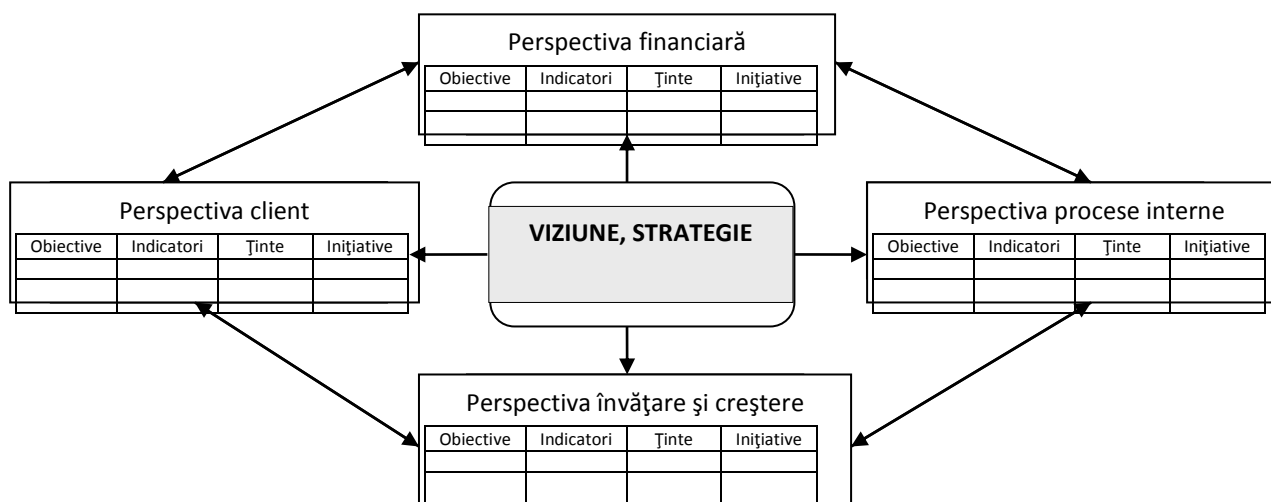 Perspectiva financiară
Obiective Indicatori Ţinte Iniţiative
Perspectiva client
Obiective Indicatori Ţinte Iniţiative
VIZIUNE, STRATEGIE
Perspectiva procese interne
Obiective Indicatori Ţinte Iniţiative
Perspectiva învăţare şi creştere
Obiective Indicatori Ţinte Iniţiative